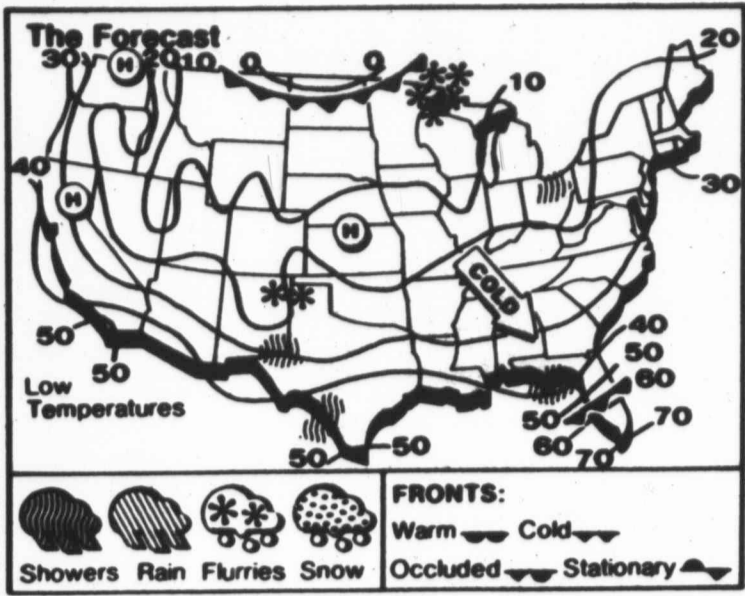 The Forecast
30 H 20 10 0 0 10 20
40
H
H
30
COLD
50
50
40
50
60
50
70
60
70
50
50
Low
Temperatures
Showers Rain Flurries Snow
FRONTS:
Warm Cold
Occluded Stationary